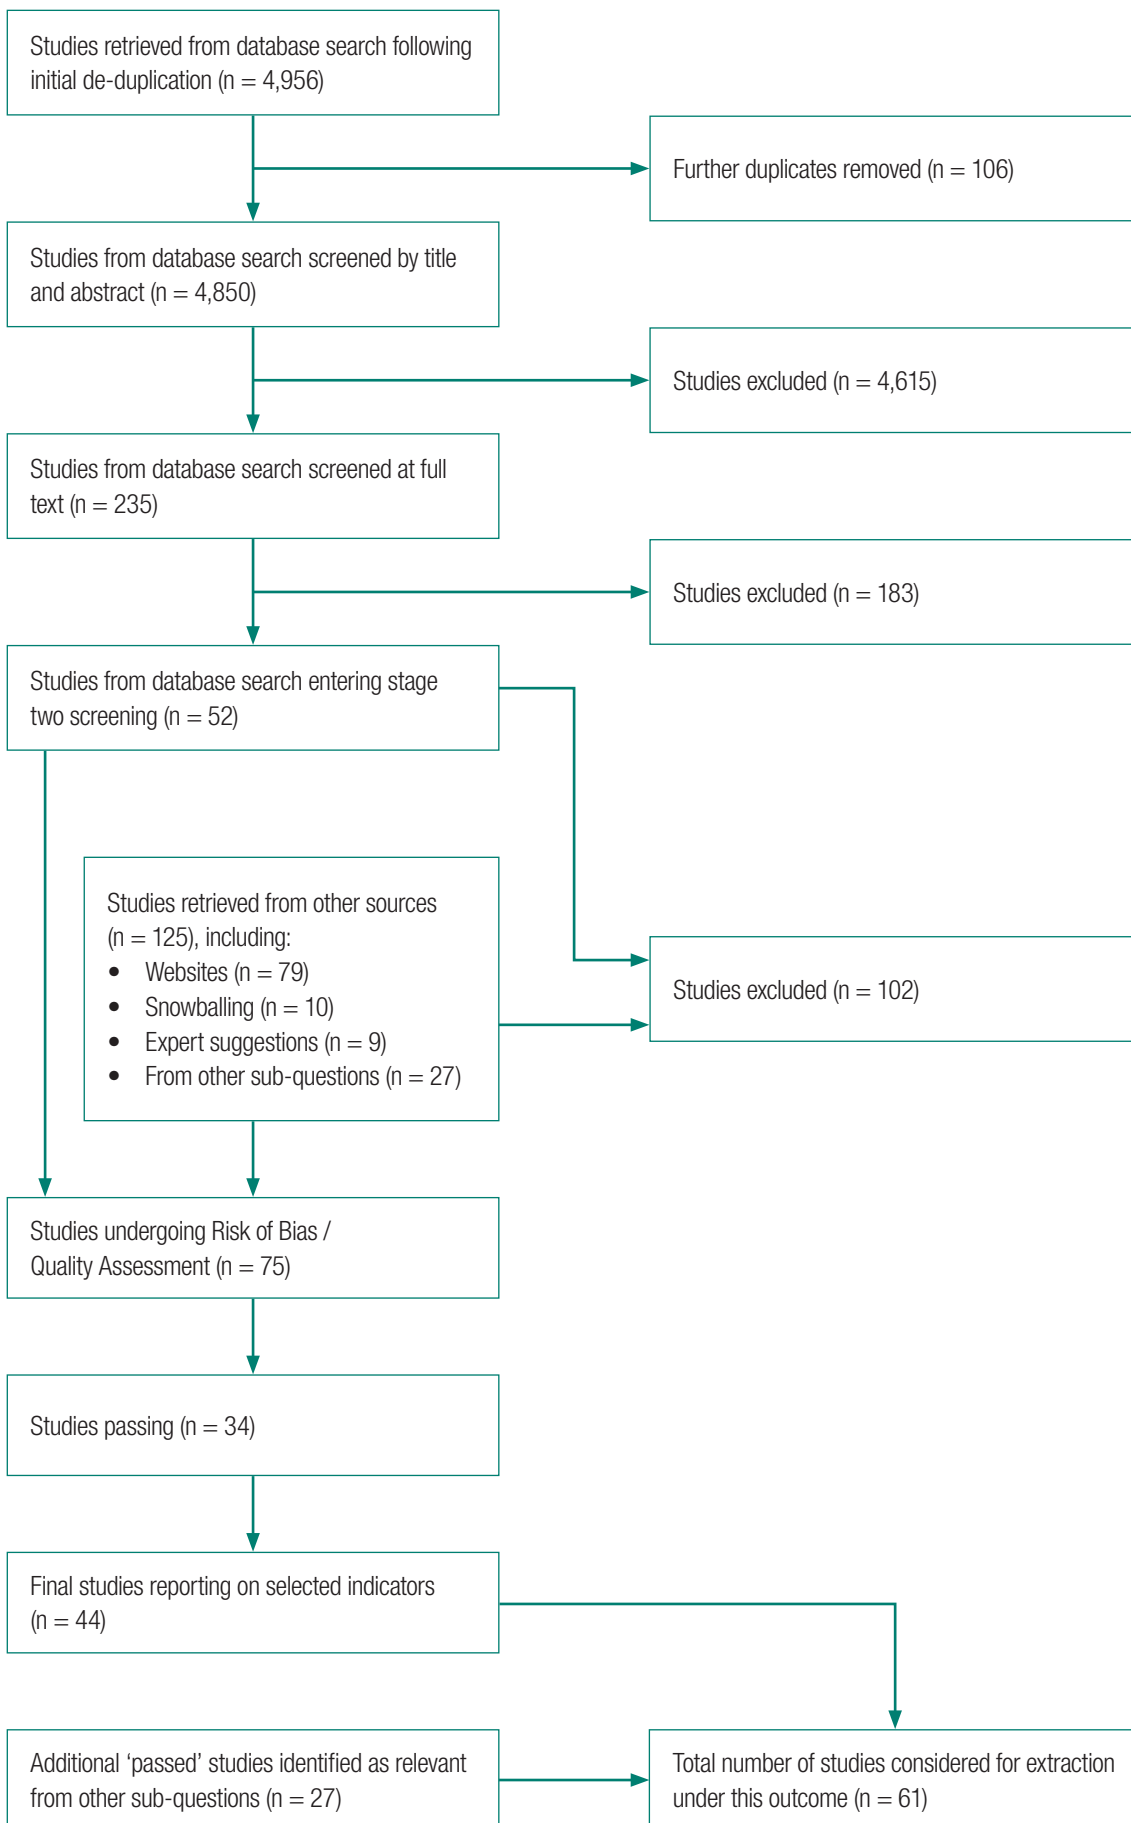 Studies retrieved from database search following
initial de-duplication (n = 4,956)
Further duplicates removed (n = 106)
Studies from database search screened by title
and abstract (n = 4,850)
Studies excluded (n = 4,615)
Studies from database search screened at full
text (n = 235)
Studies excluded (n = 183)
Studies from database search entering stage
two screening (n = 52)
Studies retrieved from other sources
(n = 125), including:
• Websites (n = 79)
• Snowballing (n = 10)
• Expert suggestions (n = 9)
• From other sub-questions (n = 27)
Studies excluded (n = 102)
Studies undergoing Risk of Bias /
Quality Assessment (n = 75)
Studies passing (n = 34)
Final studies reporting on selected indicators
(n = 44)
Additional ‘passed’ studies identified as relevant
from other sub-questions (n = 27)
Total number of studies considered for extraction
under this outcome (n = 61)